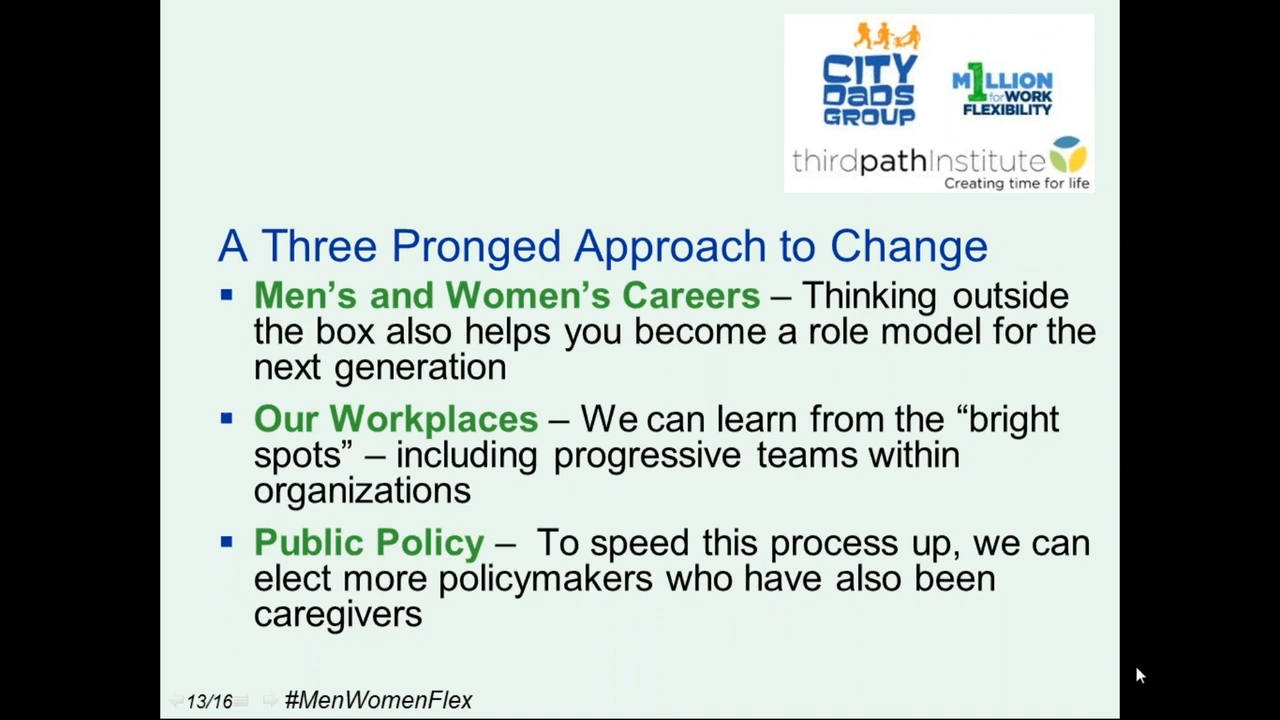 CITY
DaDS
GROUP
M1LLION
for WORK
FLEXIBILITY
thirdpathInstitute
Creating time for life
A Three Pronged Approach to Change
▪ Men’s and Women’s Careers – Thinking outside
the box also helps you become a role model for the
next generation
▪ Our Workplaces – We can learn from the “bright
spots” – including progressive teams within
organizations
▪ Public Policy – To speed this process up, we can
elect more policymakers who have also been
caregivers
13/16 #MenWomenFlex